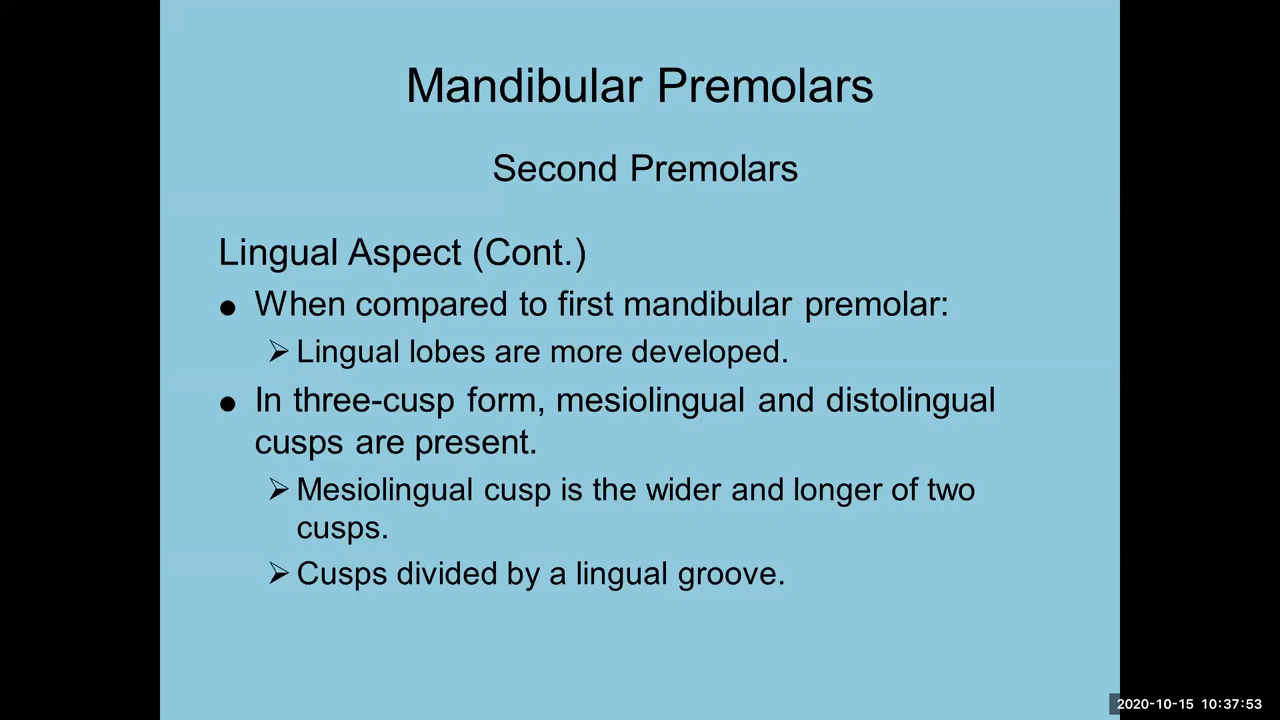 Mandibular Premolars
Second Premolars
Lingual Aspect (Cont.)
● When compared to first mandibular premolar:
➢ Lingual lobes are more developed.
● In three-cusp form, mesiolingual and distolingual
cusps are present.
➢ Mesiolingual cusp is the wider and longer of two
cusps.
➢ Cusps divided by a lingual groove.
2020-10-15 10:37:53